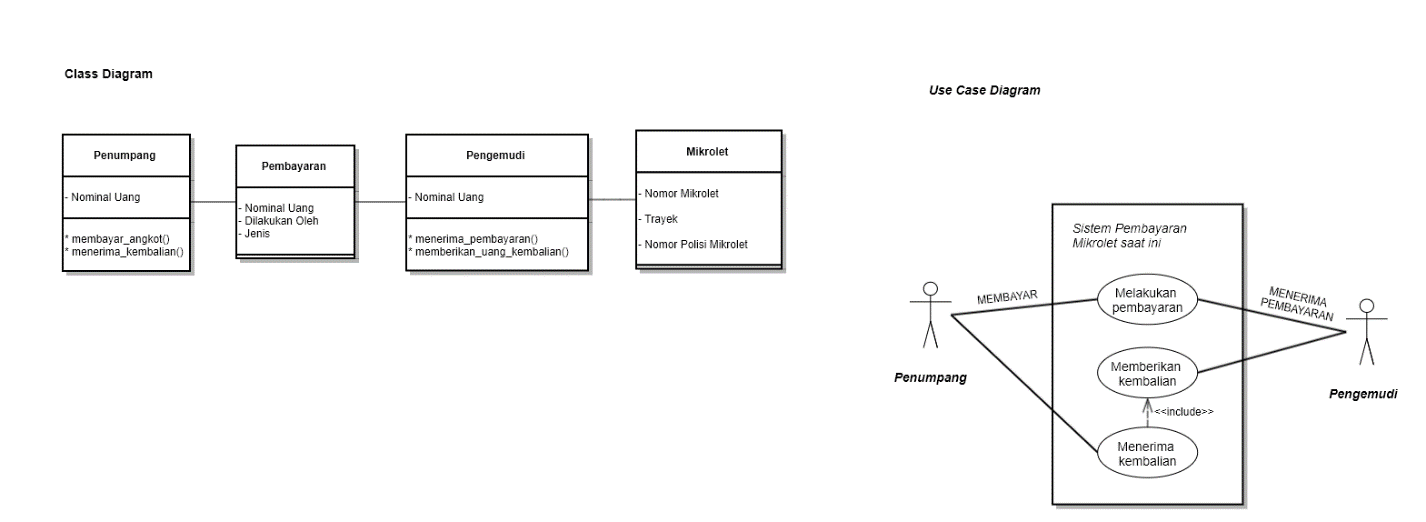 Class Diagram
Penumpang
- Nominal Uang
* membayar_angkot()
* menerima_kembalian()
Pembayaran
- Nominal Uang
- Dilakukan Oleh
- Jenis
Pengemudi
- Nominal Uang
* menerima_pembayaran()
* memberikan_uang_kembalian()
Mikrolet
- Nomor Mikrolet
- Trayek
- Nomor Polisi Mikrolet
Use Case Diagram
Sistem Pembayaran
Mikrolet saat ini
Penumpang
MEMBAYAR
Melakukan
pembayaran
MENERIMA
PEMBAYARAN
Memberikan
kembalian
<<include>>
Menerima
kembalian
Pengemudi